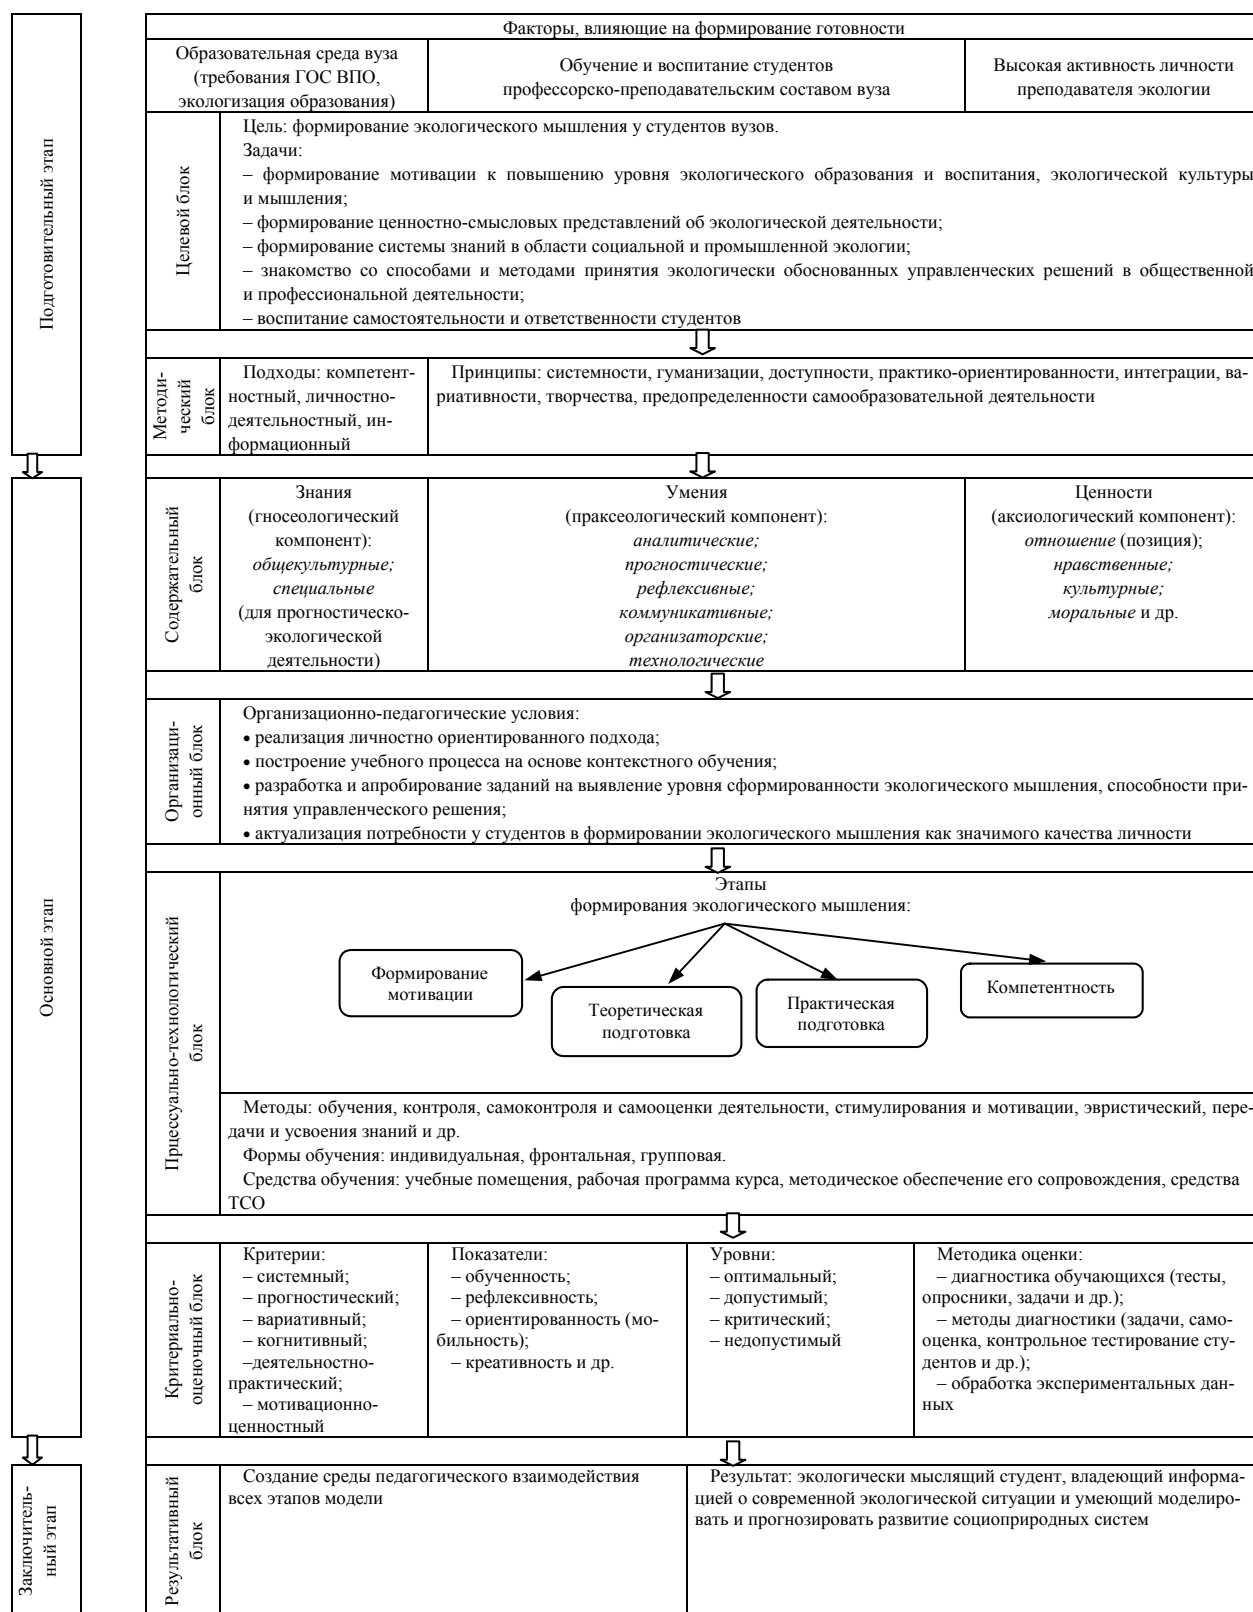 Подготовительный этап
Факторы, влияющие на формирование готовности
Образовательная среда вуза
(требования ГОС ВПО,
экологизация образования)
Обучение и воспитание студентов
профессорско-преподавательским составом вуза
Высокая активность личности
преподавателя экологии
Целевой блок
Цель: формирование экологического мышления у студентов вузов.
Задачи:
– формирование мотивации к повышению уровня экологического образования и воспитания, экологической культуры
и мышления;
– формирование ценностно-смысловых представлений об экологической деятельности;
– формирование системы знаний в области социальной и промышленной экологии;
– знакомство со способами и методами принятия экологически обоснованных управленческих решений в общественной
и профессиональной деятельности;
– воспитание самостоятельности и ответственности студентов
Методи-
ческий
блок
Подходы: компетент-
ностный, личностно-
деятельностный, ин-
формационный
Принципы: системности, гуманизации, доступности, практико-ориентированности, интеграции, ва-
риативности, творчества, предопределенности самообразовательной деятельности
Основной этап
Содержательный
блок
Знания
(гносеологический
компонент):
общекультурные;
специальные
(для прогностическо-
экологической
деятельности)
Умения
(праксеологический компонент):
аналитические;
прогностические;
рефлексивные;
коммуникативные;
организаторские;
технологические
Ценности
(аксиологический компонент):
отношение (позиция);
нравственные;
культурные;
моральные и др.
Организаци-
онный блок
Организационно-педагогические условия:
• реализация личностно ориентированного подхода;
• построение учебного процесса на основе контекстного обучения;
• разработка и апробирование заданий на выявление уровня сформированности экологического мышления, способности при-
нятия управленческого решения;
• актуализация потребности у студентов в формировании экологического мышления как значимого качества личности
Прцессуально-технологический
блок
Этапы
формирования экологического мышления:
Формирование
мотивации
Теоретическая
подготовка
Практическая
подготовка
Компетентность
Методы: обучения, контроля, самоконтроля и самооценки деятельности, стимулирования и мотивации, эвристический, пере-
дачи и усвоения знаний и др.
Формы обучения: индивидуальная, фронтальная, групповая.
Средства обучения: учебные помещения, рабочая программа курса, методическое обеспечение его сопровождения, средства
ТСО
Критериально-
оценочный блок
Критерии:
– системный;
– прогностический;
– вариативный;
– когнитивный;
–деятельностно-
практический;
– мотивационно-
ценностный
Показатели:
– обученность;
– рефлексивность;
– ориентированность (мо-
бильность);
– креативность и др.
Уровни:
– оптимальный;
– допустимый;
– критический;
– недопустимый
Методика оценки:
– диагностика обучающихся (тесты,
опросники, задачи и др.);
– методы диагностики (задачи, само-
оценка, контрольное тестирование сту-
дентов и др.);
– обработка экспериментальных дан-
ных
Заключитель-
ный этап
Результативный
блок
Создание среды педагогического взаимодействия
всех этапов модели
Результат: экологически мыслящий студент, владеющий информа-
цией о современной экологической ситуации и умеющий моделиро-
вать и прогнозировать развитие социоприродных систем